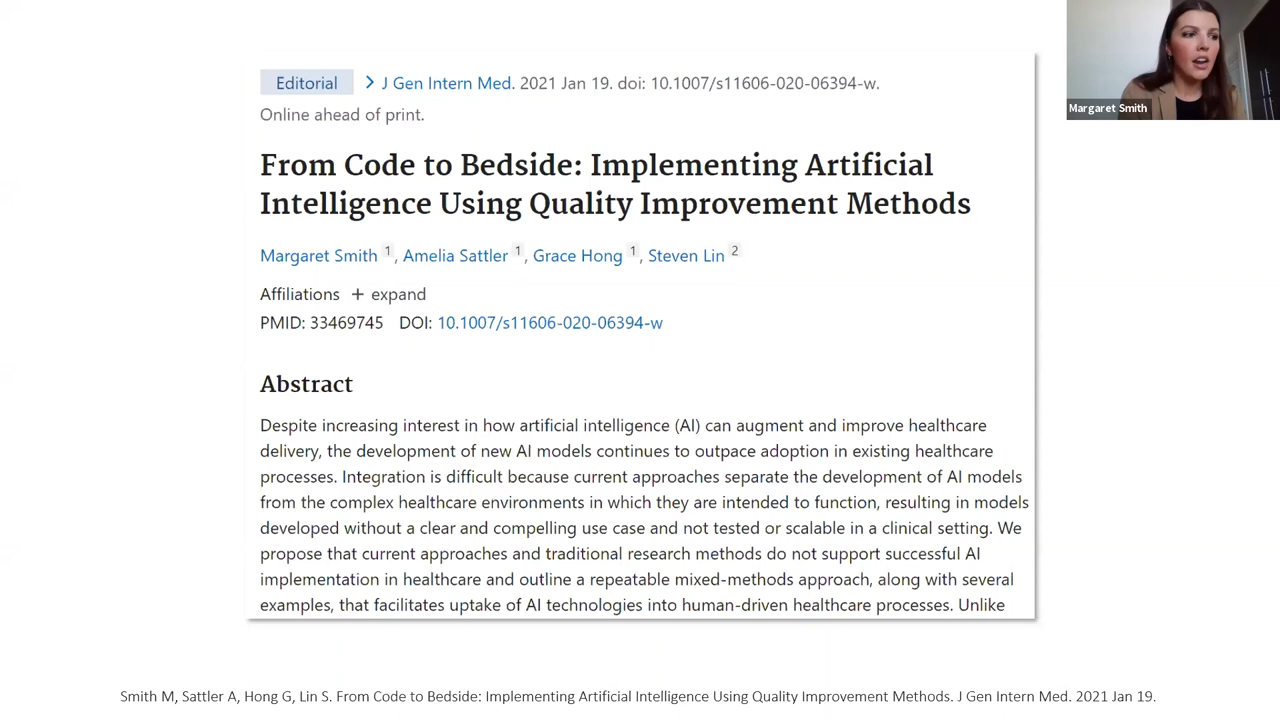 Editorial > J Gen Intern Med. 2021 Jan 19. doi: 10.1007/s11606-020-06394-w.
Online ahead of print.
From Code to Bedside: Implementing Artificial
Intelligence Using Quality Improvement Methods
Margaret Smith 1, Amelia Sattler 1, Grace Hong 1, Steven Lin 2
Affiliations + expand
PMID: 33469745 DOI: 10.1007/s11606-020-06394-w
Abstract
Despite increasing interest in how artificial intelligence (AI) can augment and improve healthcare
delivery, the development of new AI models continues to outpace adoption in existing healthcare
processes. Integration is difficult because current approaches separate the development of AI models
from the complex healthcare environments in which they are intended to function, resulting in models
developed without a clear and compelling use case and not tested or scalable in a clinical setting. We
propose that current approaches and traditional research methods do not support successful AI
implementation in healthcare and outline a repeatable mixed-methods approach, along with several
examples, that facilitates uptake of AI technologies into human-driven healthcare processes. Unlike
Margaret Smith
Smith M, Sattler A, Hong G, Lin S. From Code to Bedside: Implementing Artificial Intelligence Using Quality Improvement Methods. J Gen Intern Med. 2021 Jan 19.